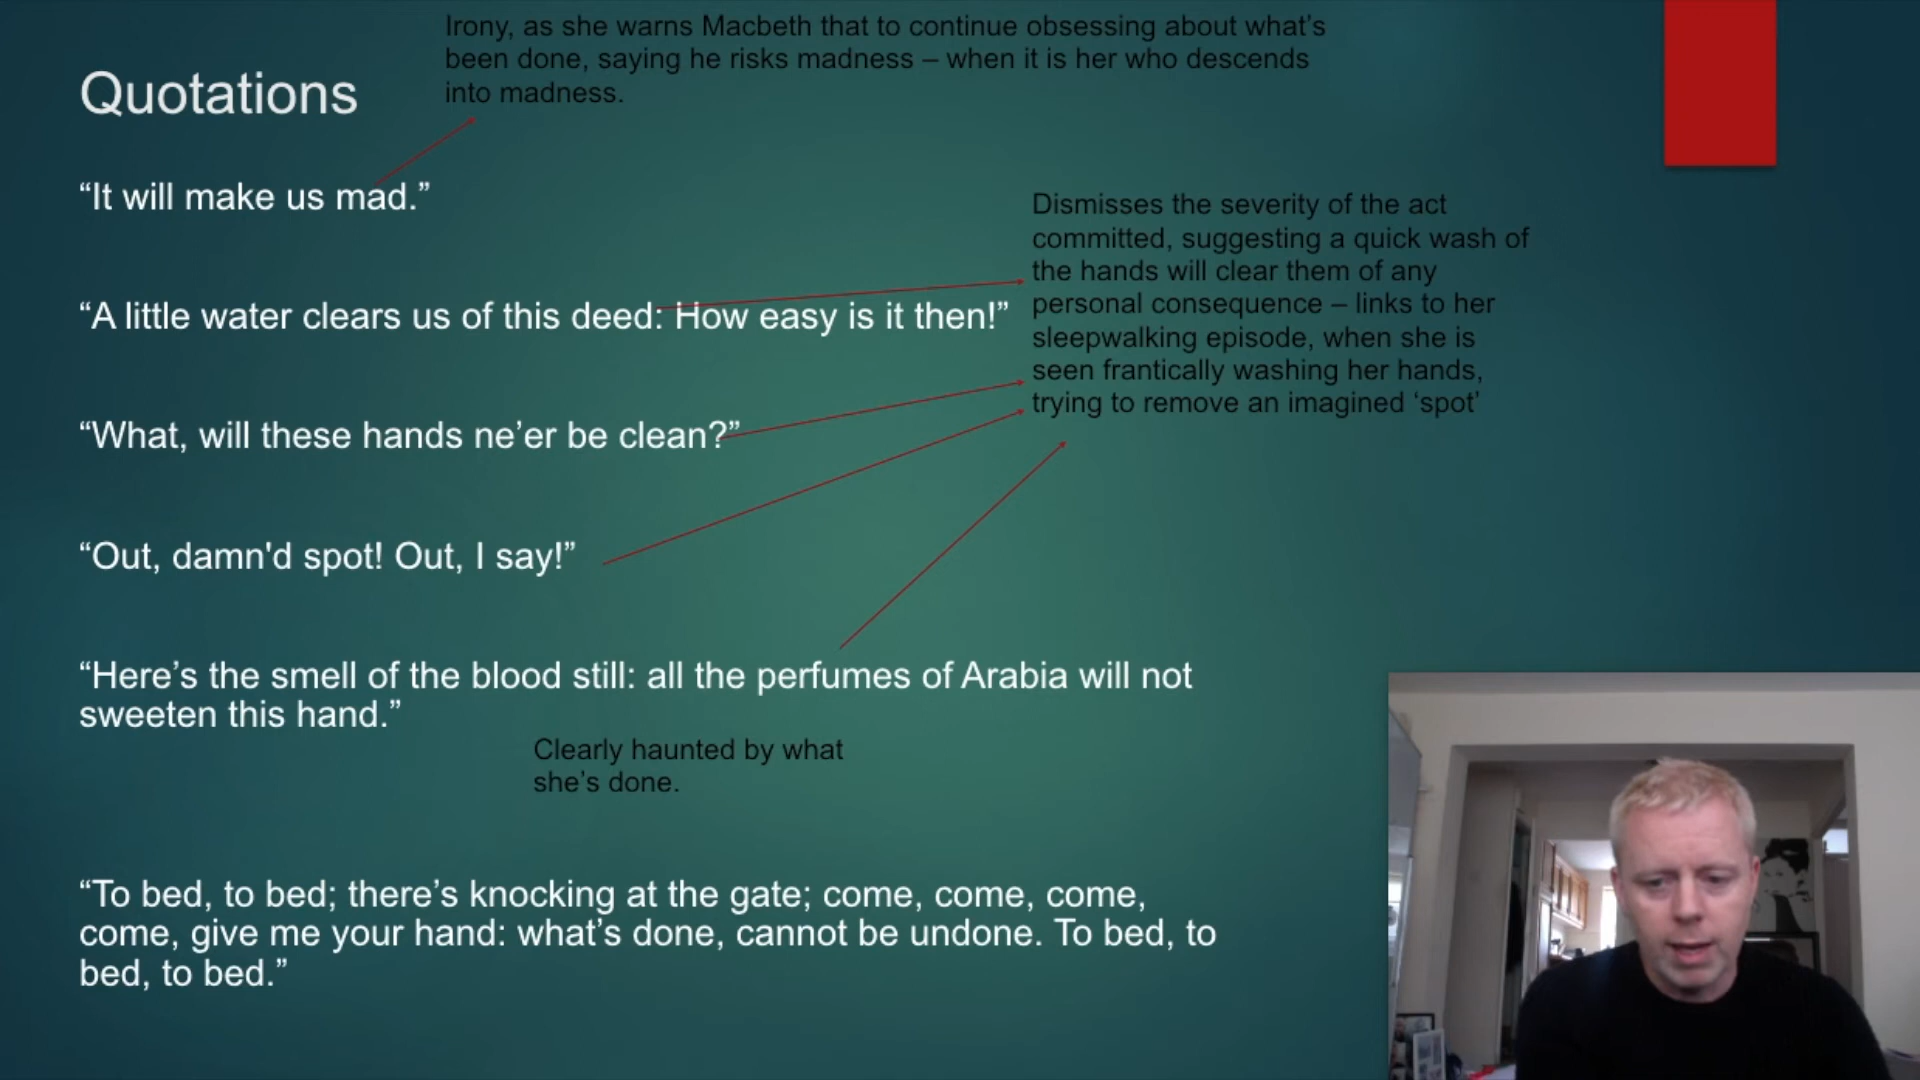 Irony, as she warns Macbeth that to continue obsessing about what's
been done, saying he risks madness – when it is her who descends
into madness.
Quotations
“It will make us mad.”
Dismisses the severity of the act
committed, suggesting a quick wash of
the hands will clear them of any
personal consequence – links to her
sleepwalking episode, when she is
seen frantically washing her hands,
trying to remove an imagined ‘spot’
“A little water clears us of this deed: How easy is it then!”
“What, will these hands ne’er be clean?”
“Out, damn'd spot! Out, I say!”
“Here’s the smell of the blood still: all the perfumes of Arabia will not
sweeten this hand.”
Clearly haunted by what
she’s done.
“To bed, to bed; there’s knocking at the gate; come, come, come,
come, give me your hand: what’s done, cannot be undone. To bed, to
bed, to bed.”